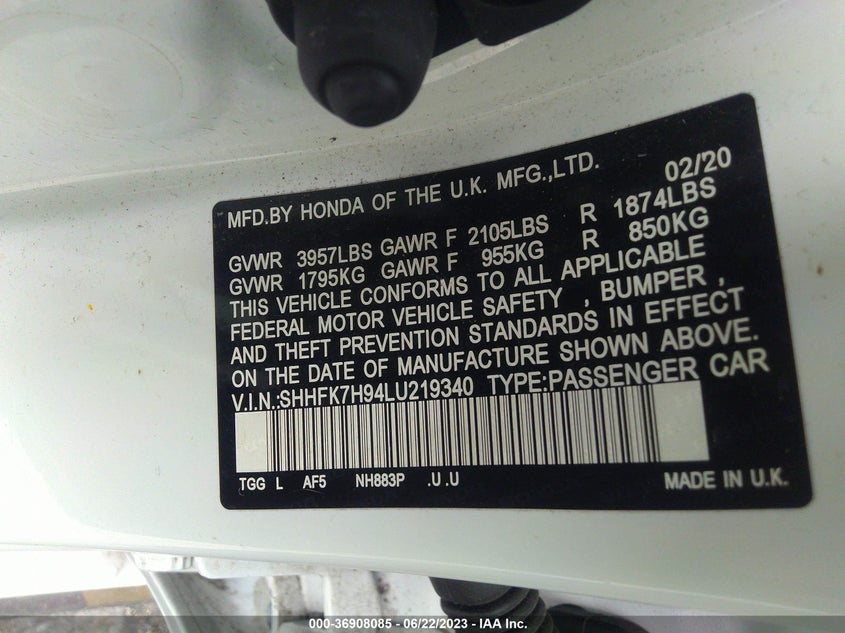 MFD.BY HONDA OF THE U.K. MFG.,LTD. 02/20
GVWR 3957LBS GAWR F 2105LBS R 1874LBS
GVWR 1795KG GAWR F 955KG R 850KG
THIS VEHICLE CONFORMS TO ALL APPLICABLE
FEDERAL MOTOR VEHICLE SAFETY , BUMPER ,
AND THEFT PREVENTION STANDARDS IN EFFECT
ON THE DATE OF MANUFACTURE SHOWN ABOVE.
V.I.N.:SHHFK7H94LU219340 TYPE:PASSENGER CAR
TGG L AF5 NH883P .U .U MADE IN U.K.
000-36908085 - 06/22/2023 - IAA Inc.